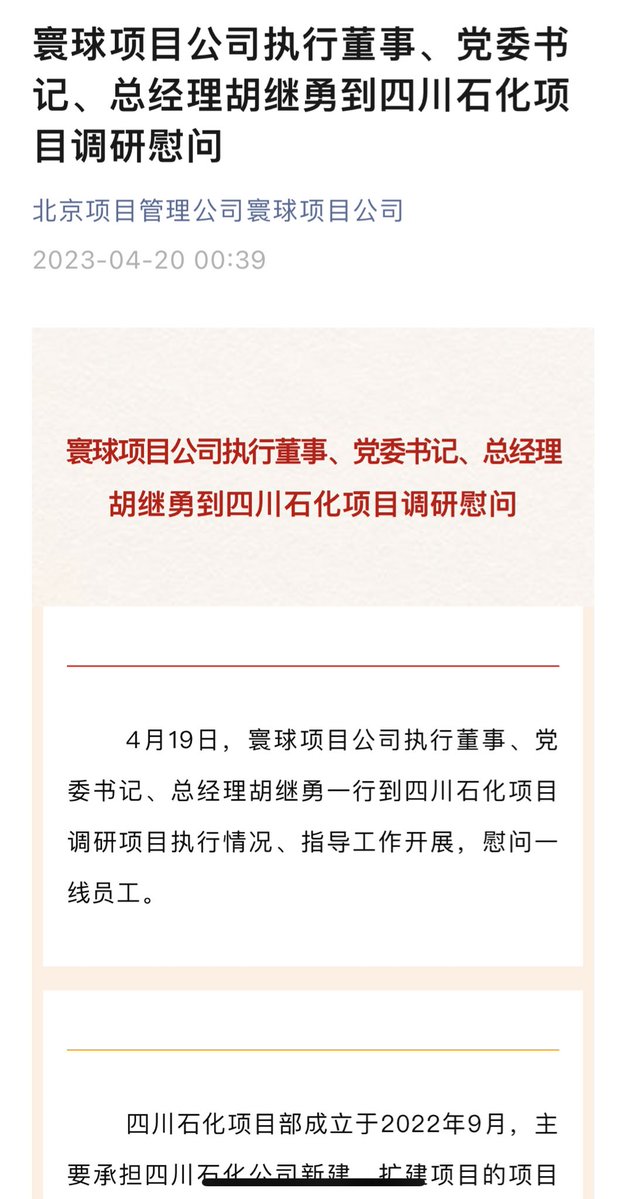 寰球项目公司执行董事、党委书
记、总经理胡继勇到四川石化项
目调研慰问
北京项目管理公司寰球项目公司
2023-04-20 00:39
寰球项目公司执行董事、党委书记、总经理
胡继勇到四川石化项目调研慰问
4月19日，寰球项目公司执行董事、党
委书记、总经理胡继勇一行到四川石化项目
调研项目执行情况、指导工作开展，慰问一
线员工。
四川石化项目部成立于2022年9月，主
要承担四川石化公司新建、扩建项目的项目